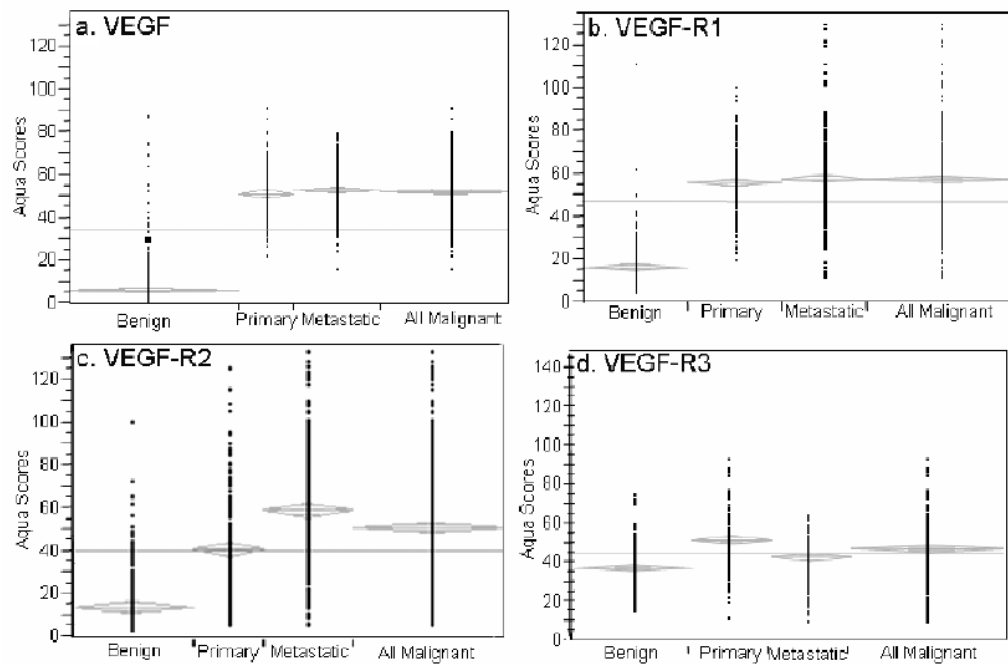 a. VEGF
Aqua Scores
120
100
80
60
40
20
0
Benign Primary Metastatic All Malignant
b. VEGF-R1
Aqua Scores
120
100
80
60
40
20
0
Benign Primary Metastatic All Malignant
c. VEGF-R2
Aqua Scores
120
100
80
60
40
20
0
Benign Primary Metastatic All Malignant
d. VEGF-R3
Aqua Scores
140
120
100
80
60
40
20
0
Benign Primary Metastatic All Malignant